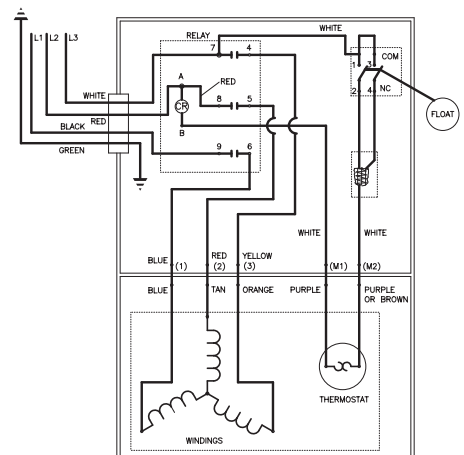 WHITE
L1 L2 L3
RELAY
7 4
COM
1 3
A
RED
WHITE
CR
8 5
2 4 NC
RED
FLOAT
B
BLACK
9 6
GREEN
WHITE WHITE
BLUE (1) RED (2) YELLOW (3) (M1) (M2)
BLUE TAN ORANGE PURPLE PURPLE OR BROWN
THERMOSTAT
WINDINGS